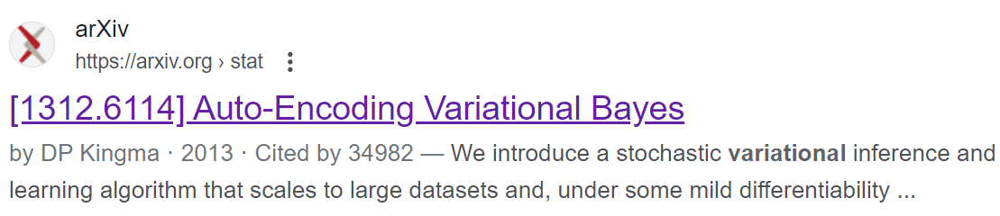 arXiv
https://arxiv.org › stat
[1312.6114] Auto-Encoding Variational Bayes
by DP Kingma · 2013 · Cited by 34982 — We introduce a stochastic variational inference and
learning algorithm that scales to large datasets and, under some mild differentiability ...